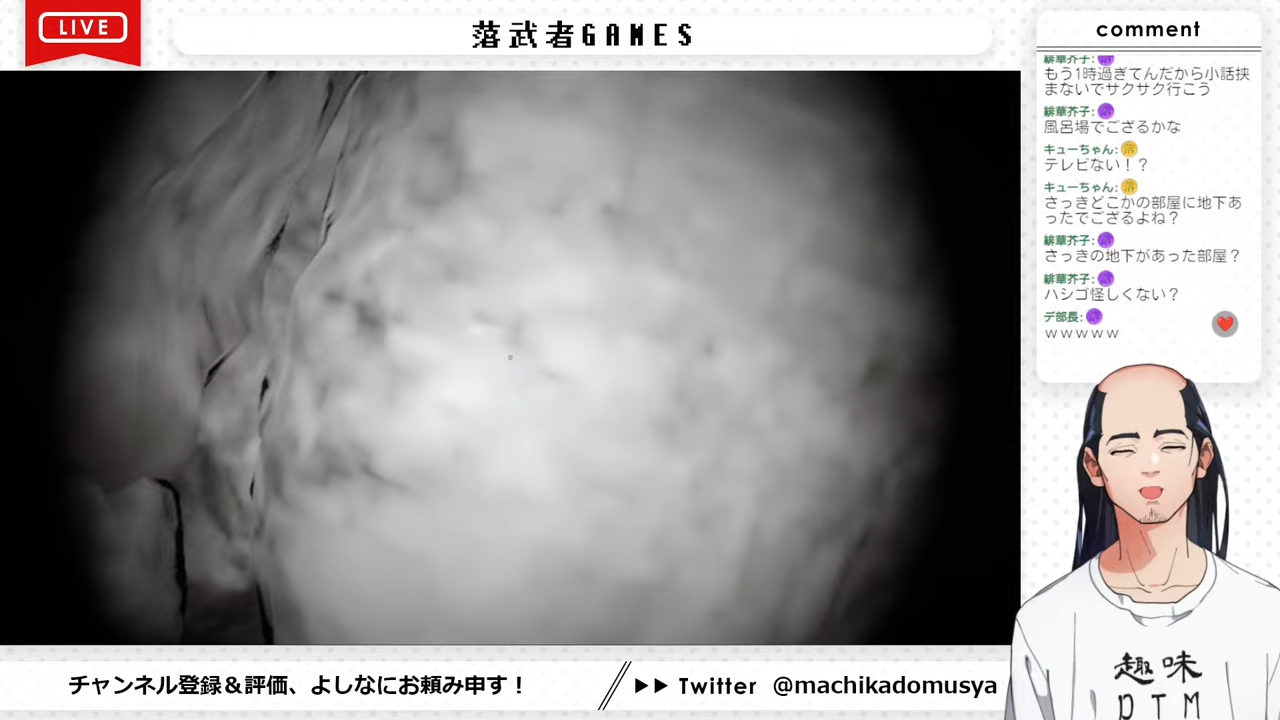 LIVE
落武者GAMES
comment
緋華芥子:
もう1時過ぎてんだから小話挟
まないでサクサク行こう
緋華芥子:
風呂場でござるかな
キューちゃん:
テレビない！？
キューちゃん:
さっきどこかの部屋に地下あ
ったでござるよね？
緋華芥子:
さっきの地下があった部屋？
緋華芥子:
ハシゴ怪しくない？
デ部長:
ｗｗｗｗｗ
趣味
DTM
チャンネル登録＆評価、よしなにお頼み申す！
▶▶ Twitter @machikadomusya